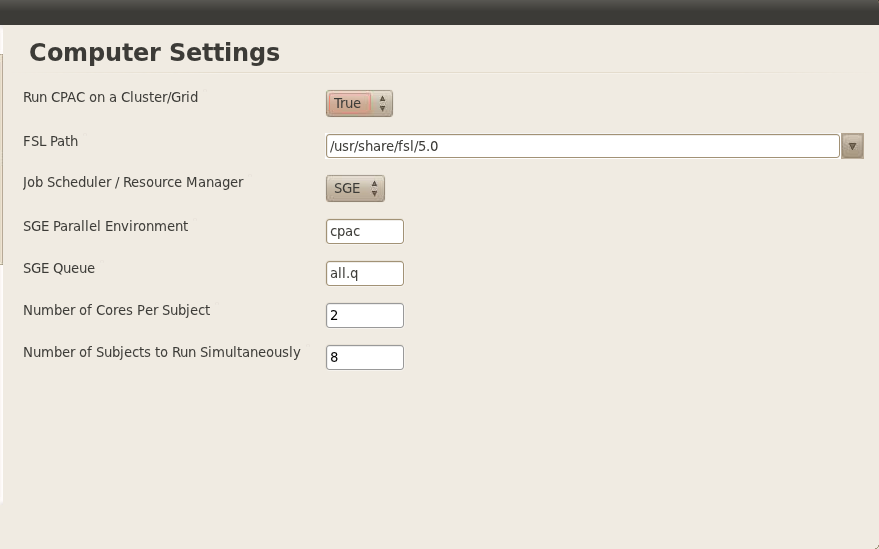 Computer Settings
Run CPAC on a Cluster/Grid True
FSL Path /usr/share/fsl/5.0
Job Scheduler / Resource Manager SGE
SGE Parallel Environment cpac
SGE Queue all.q
Number of Cores Per Subject 2
Number of Subjects to Run Simultaneously 8